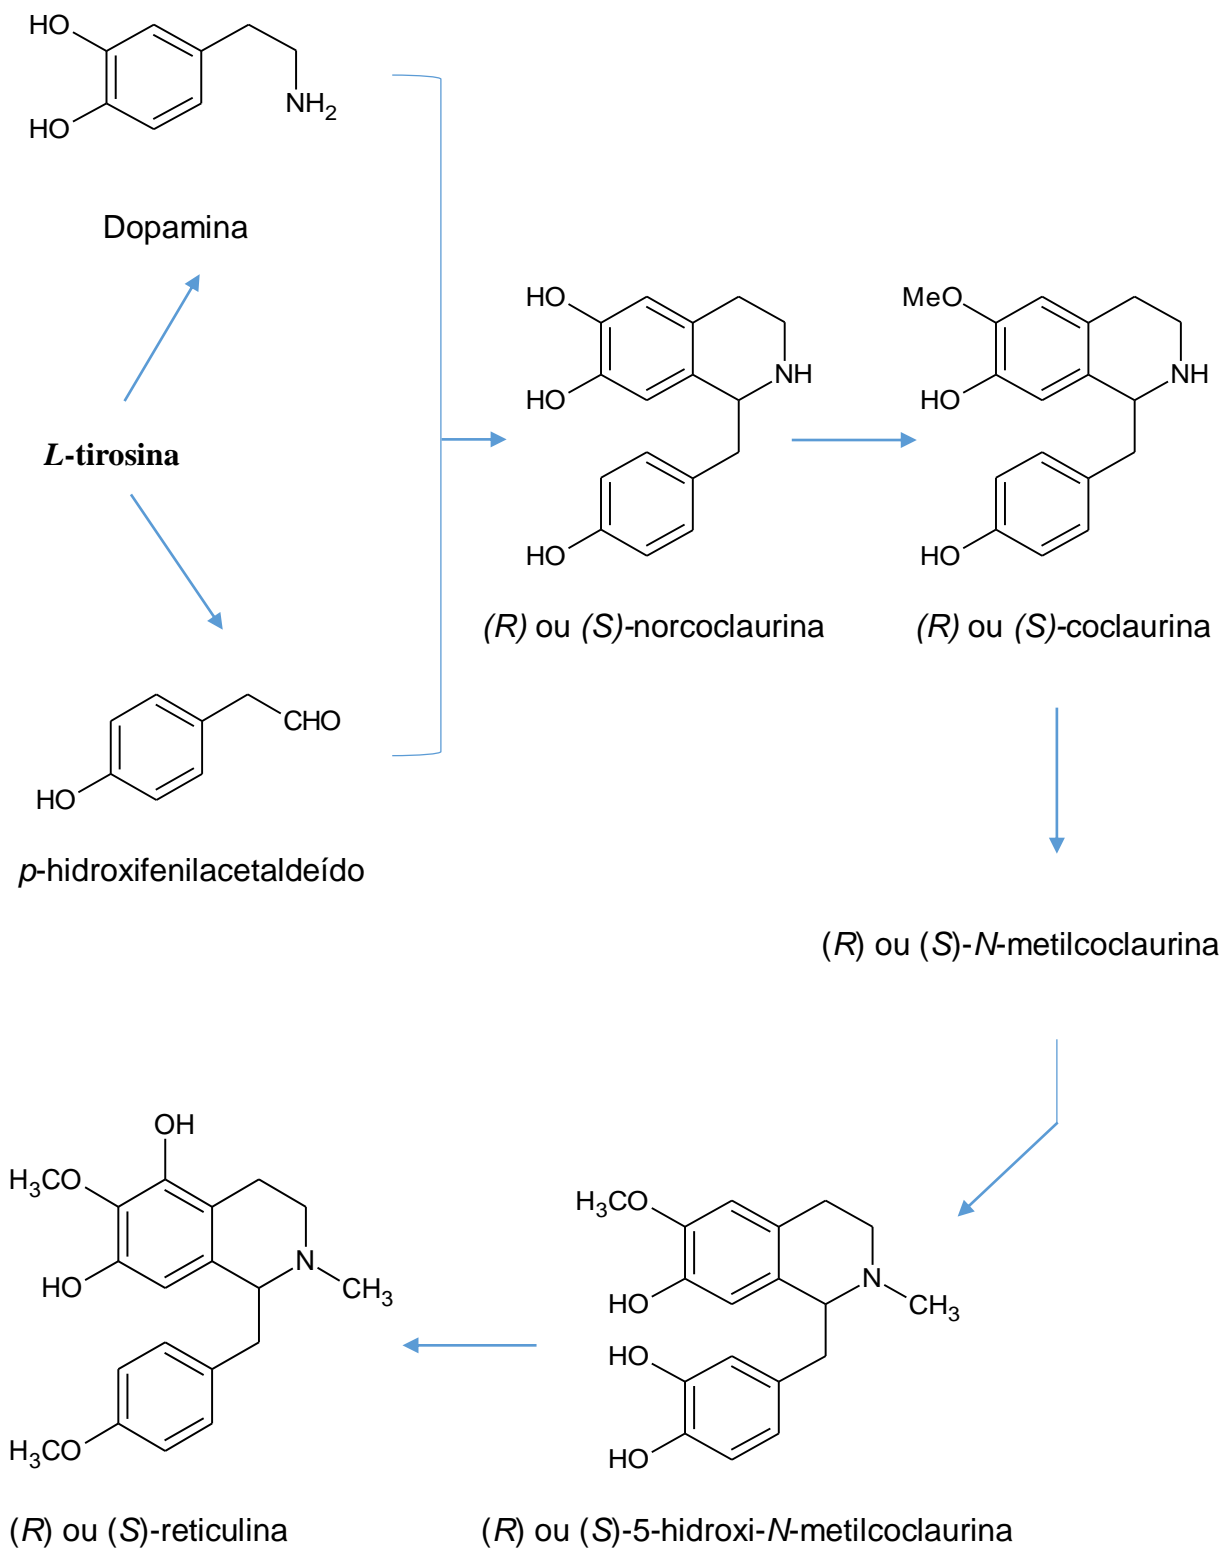 HO
HO
NH2
Dopamina
L-tirosina
CHO
HO
p-hidroxifenilacetaldeído
HO
HO
NH
HO
(R) ou (S)-norcoclaurina
MeO
HO
NH
HO
(R) ou (S)-coclaurina
(R) ou (S)-N-metilcoclaurina
H3CO
HO
N
CH3
HO
HO
(R) ou (S)-5-hidroxi-N-metilcoclaurina
OH
H3CO
HO
N
CH3
H3CO
(R) ou (S)-reticulina